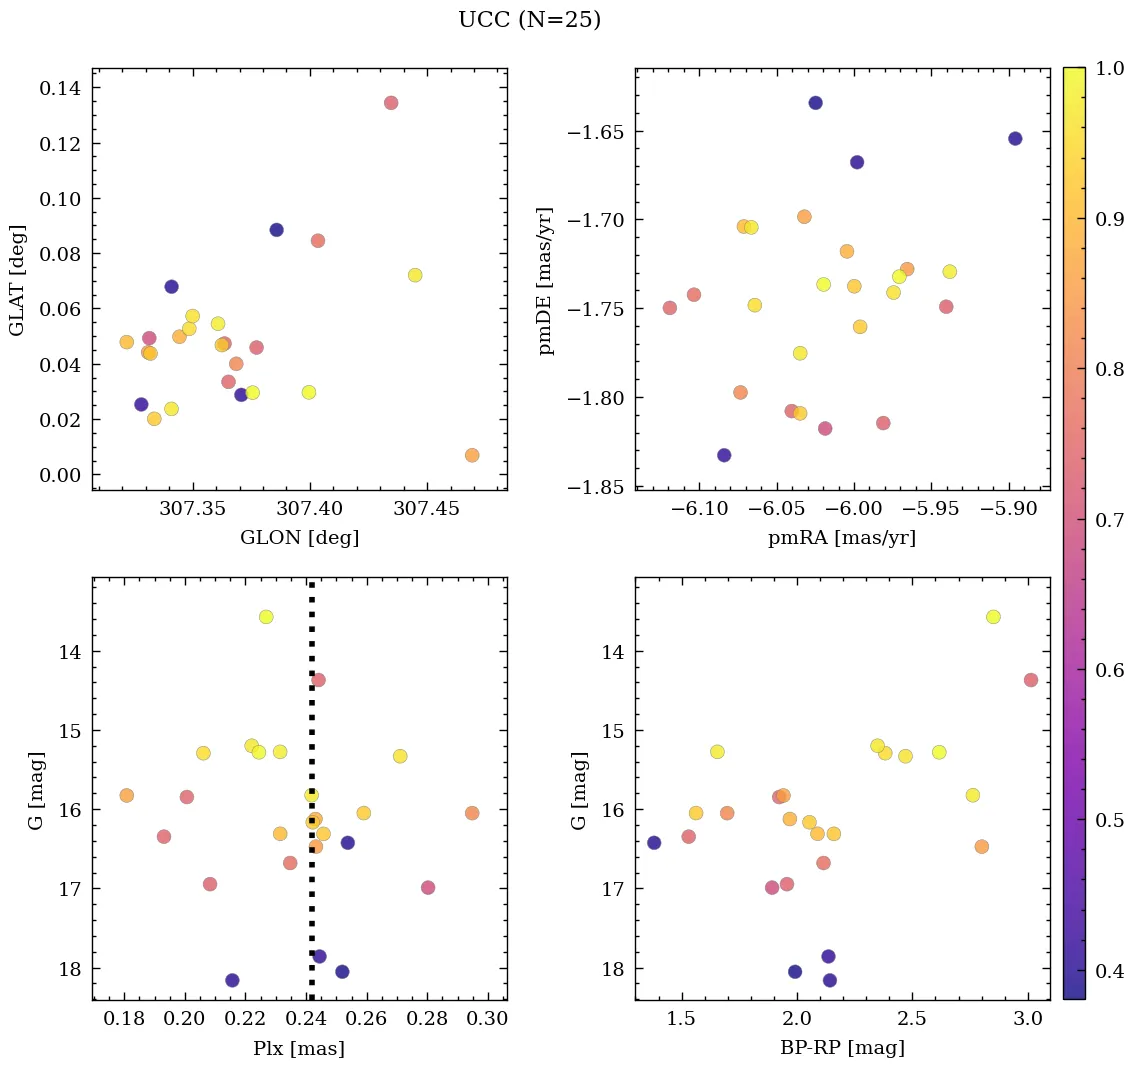 UCC (N=25)
0.14
0.12
0.10
0.08
0.06
0.04
0.02
0.00
GLAT [deg]
307.35 307.40 307.45
GLON [deg]
−1.65
−1.70
−1.75
−1.80
−1.85
pmDE [mas/yr]
−6.10 −6.05 −6.00 −5.95 −5.90
pmRA [mas/yr]
14
15
16
17
18
G [mag]
0.18 0.20 0.22 0.24 0.26 0.28 0.30
Plx [mas]
14
15
16
17
18
G [mag]
1.5 2.0 2.5 3.0
BP-RP [mag]
1.0
0.9
0.8
0.7
0.6
0.5
0.4